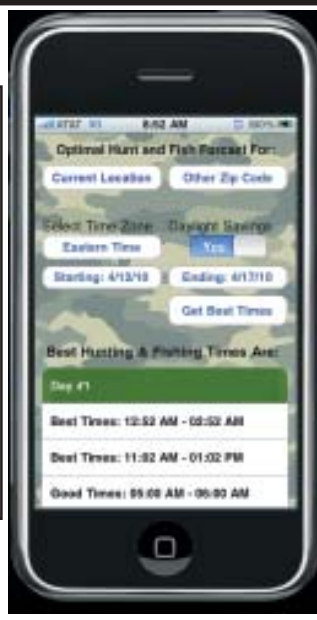 AT&T 8:52 AM
Optimal Hunt and Fish Forcast For:
Current Location Other Zip Code
Select Time Zone Daylight Savings
Eastern Time Yes
Starting: 4/13/10 Ending: 4/17/10
Get Best Times
Best Hunting & Fishing Times Are:
Day #1
Best Times: 12:52 AM - 02:52 AM
Best Times: 11:02 AM - 01:02 PM
Good Times: 05:00 AM - 06:00 AM